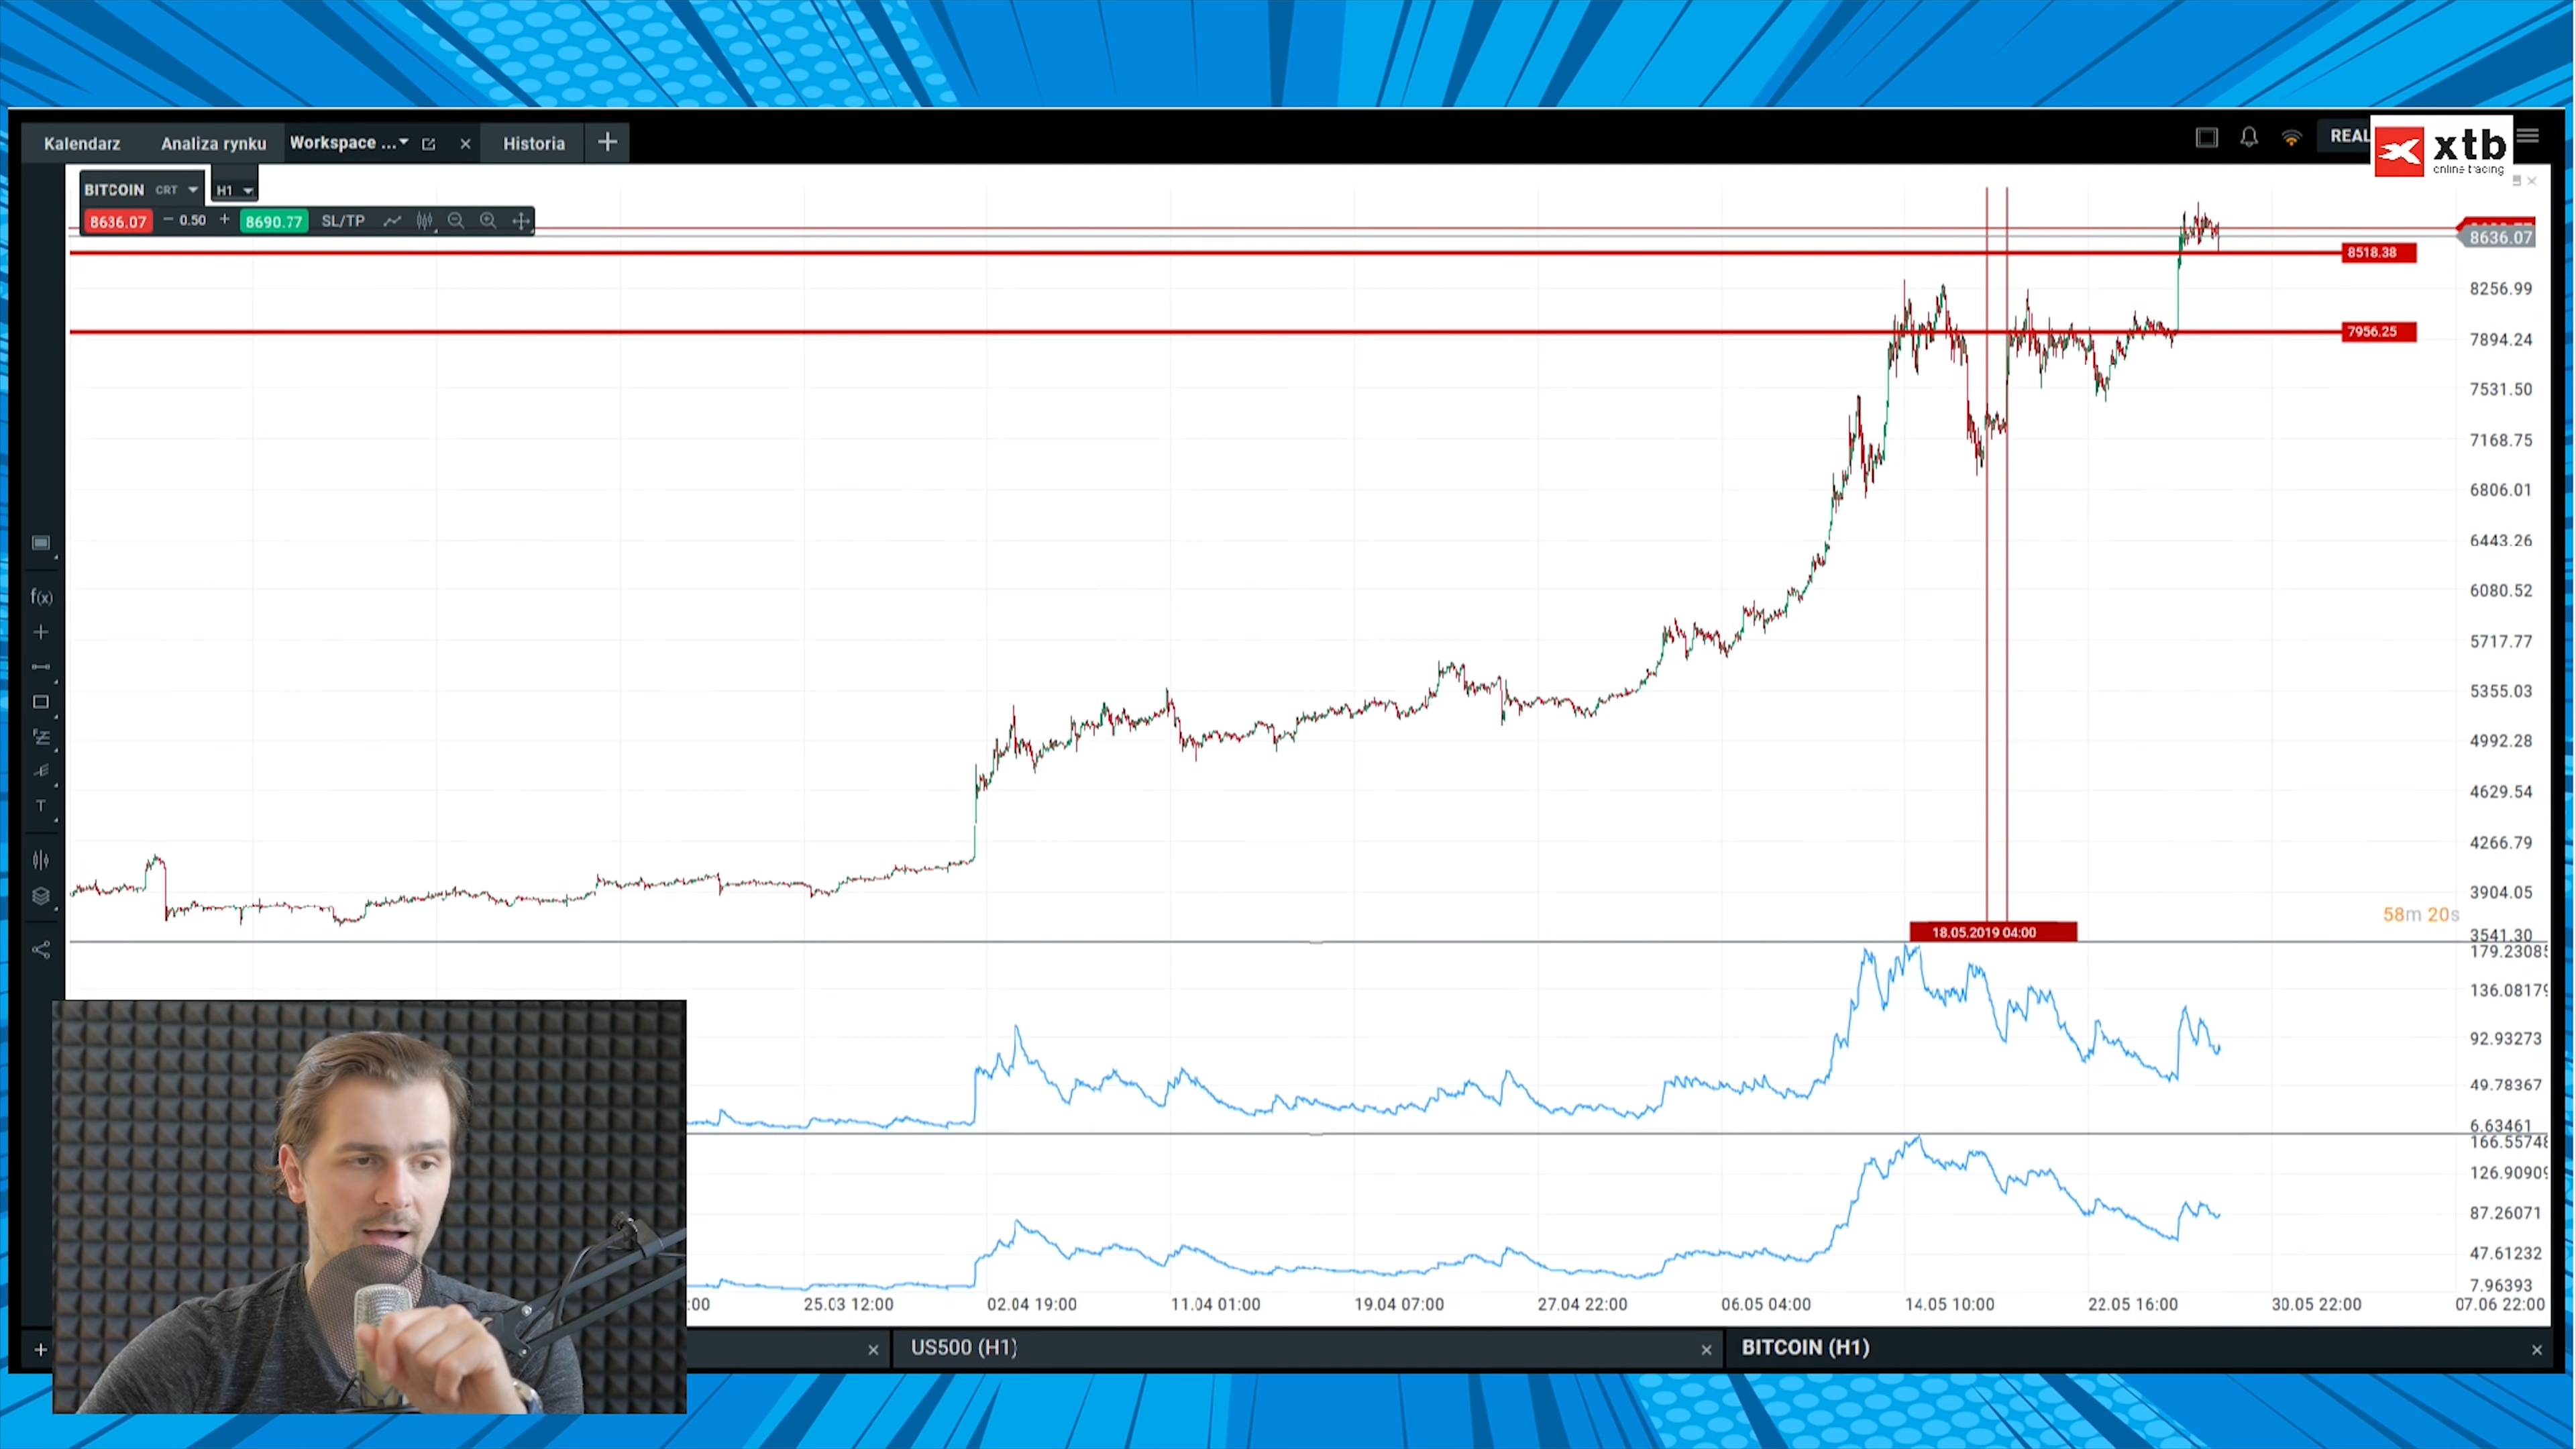 Kalendarz Analiza rynku Workspace ... Historia
REAL
xtb
online trading
BITCOIN CRT H1
8636.07 − 0.50 + 8690.77 SL/TP
8636.07
8518.38
8256.99
7956.25
7894.24
7531.50
7168.75
6806.01
6443.26
6080.52
f(x)
5717.77
5355.03
4992.28
4629.54
T
4266.79
3904.05
58m 20s
18.05.2019 04:00
3541.30
179.23085
136.08179
92.93273
49.78367
6.63461
166.55748
126.90909
87.26071
47.61232
7.96393
:00 25.03 12:00 02.04 19:00 11.04 01:00 19.04 07:00 27.04 22:00 06.05 04:00 14.05 10:00 22.05 16:00 30.05 22:00 07.06 22:00
US500 (H1) BITCOIN (H1)